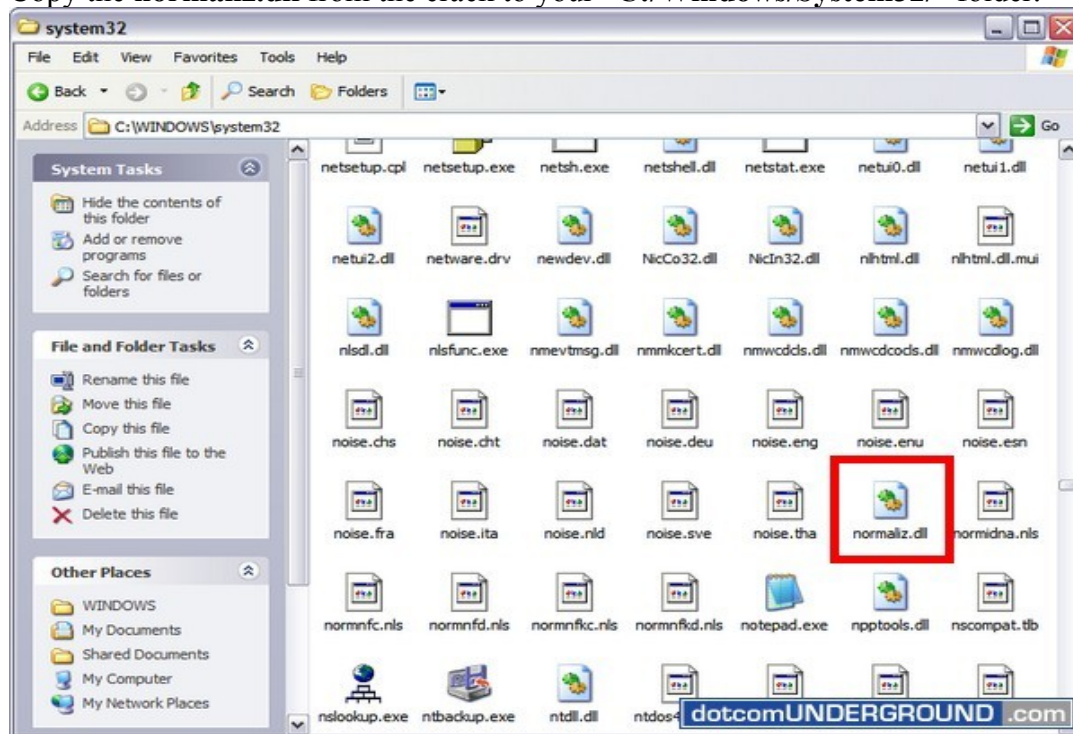 Copy the normaliz.dll from the crack to your "C:/Windows/System32/" folder.
system32
File Edit View Favorites Tools Help
Back Search Folders
Address C:\WINDOWS\system32 Go
System Tasks
Hide the contents of
this folder
Add or remove
programs
Search for files or
folders
File and Folder Tasks
Rename this file
Move this file
Copy this file
Publish this file to the
Web
E-mail this file
Delete this file
Other Places
WINDOWS
My Documents
Shared Documents
My Computer
My Network Places
netsetup.cpl netsetup.exe netsh.exe netshell.dll netstat.exe netui0.dll netui1.dll
netui2.dll netware.drv newdev.dll NicCo32.dll NicIn32.dll nlhtml.dll nlhtml.dll.mui
nlsdl.dll nlsfunc.exe nmevtmsg.dll nmmkcert.dll nmwcdcls.dll nmwcdcocls.dll nmwcdlog.dll
noise.chs noise.cht noise.dat noise.deu noise.eng noise.enu noise.esn
noise.fra noise.ita noise.nld noise.sve noise.tha normaliz.dll normidna.nls
normnfc.nls normnfd.nls normnfkc.nls normnfkd.nls notepad.exe npptools.dll nscompat.tlb
nslookup.exe ntbackup.exe ntdll.dll ntdos4
dotcomUNDERGROUND .com